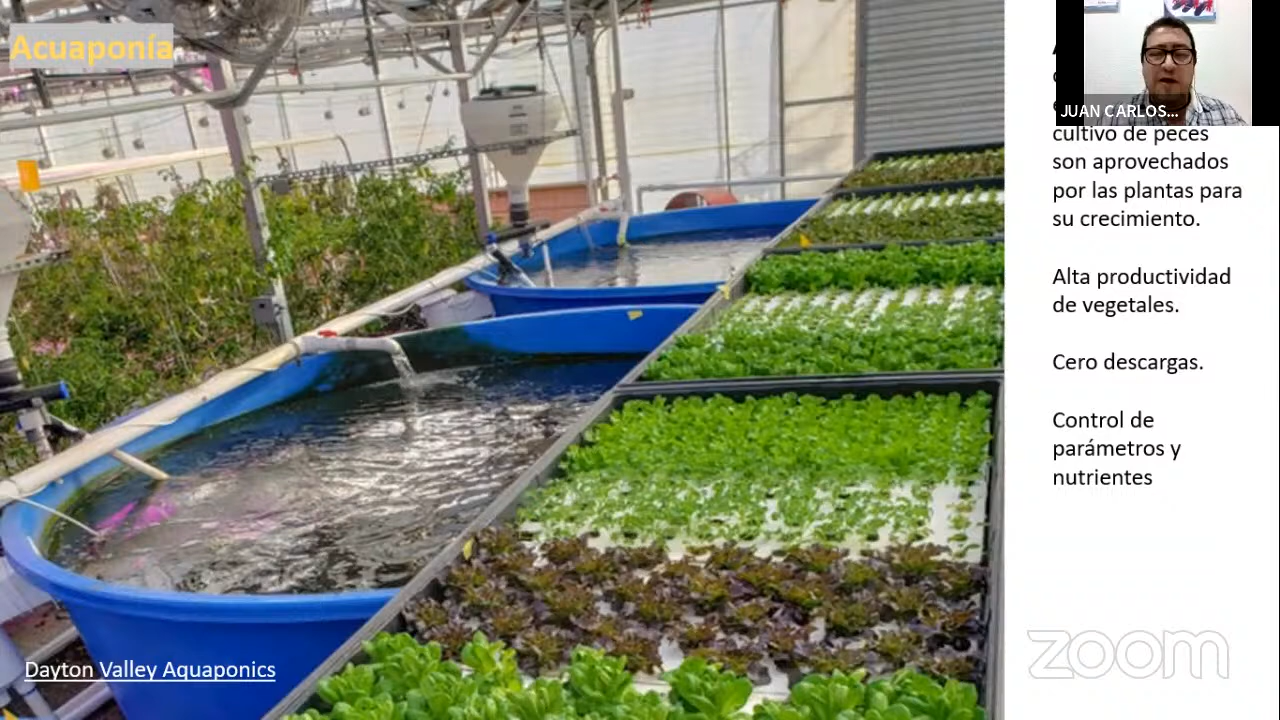 Acuaponía
JUAN CARLOS...
cultivo de peces
son aprovechados
por las plantas para
su crecimiento.
Alta productividad
de vegetales.
Cero descargas.
Control de
parámetros y
nutrientes
Dayton Valley Aquaponics
zoom